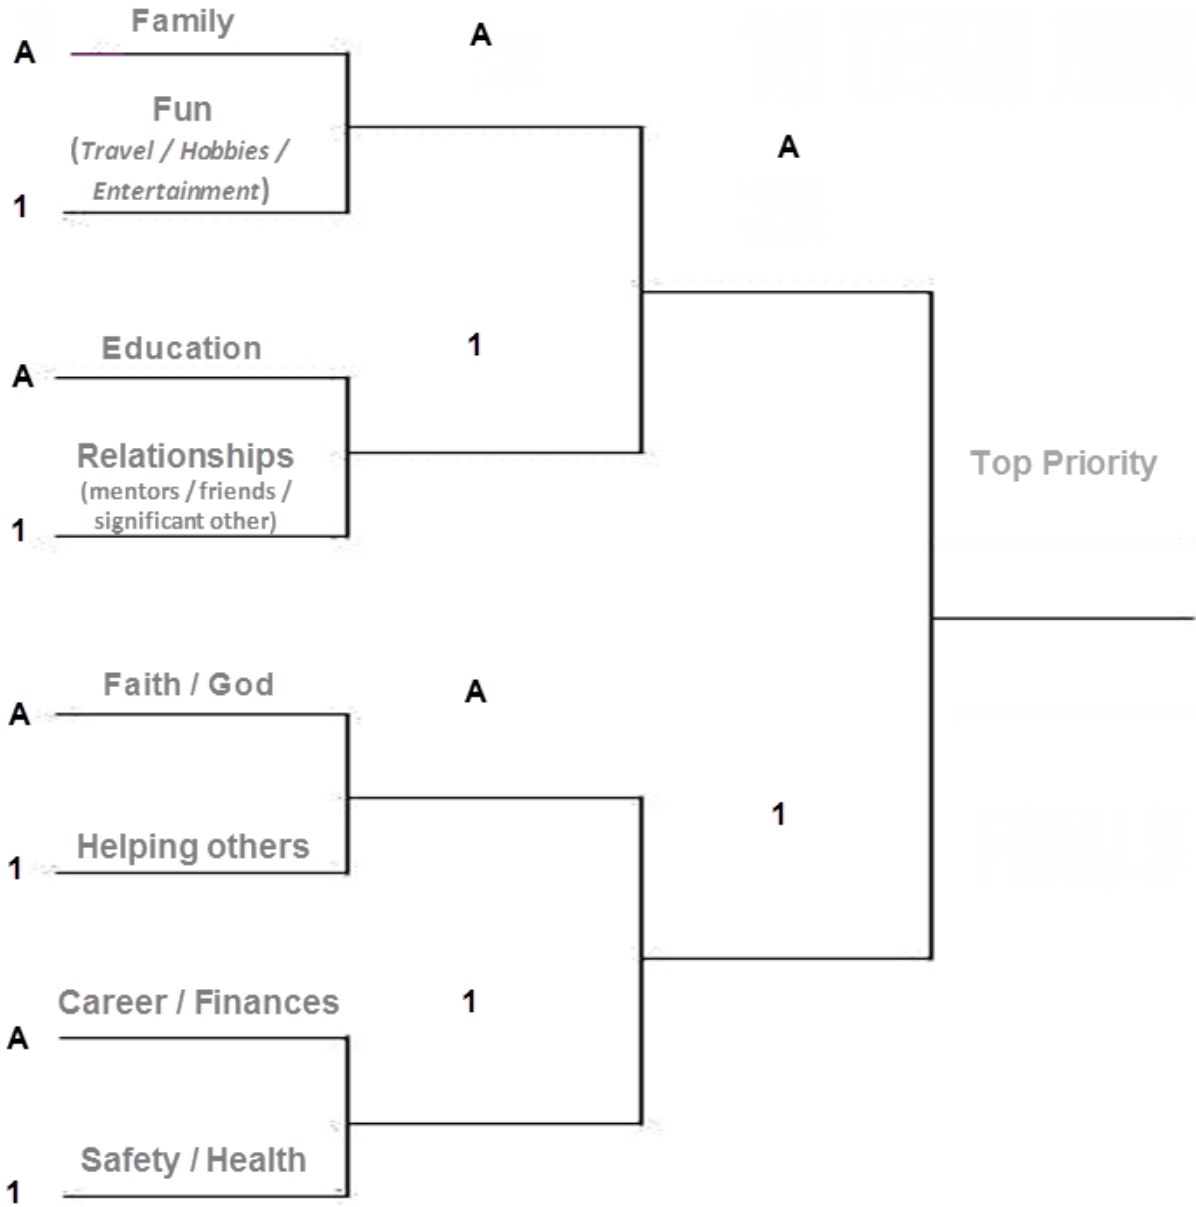 Family
A
A
Fun
(Travel / Hobbies /
Entertainment)
1
A
Education
A
1
Relationships
(mentors / friends /
significant other)
1
Top Priority
Faith / God
A
A
Helping others
1
1
Career / Finances
A
1
Safety / Health
1